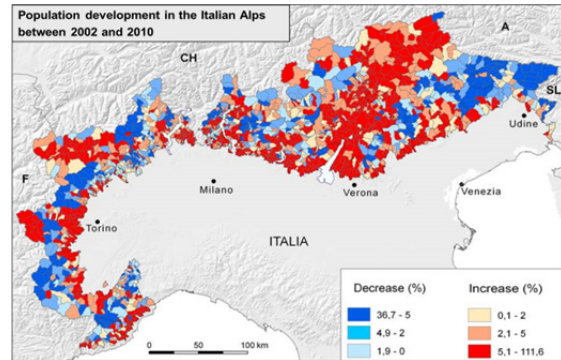 Population development in the Italian Alps
between 2002 and 2010
A
CH
SL
Udine
F
Milano
Verona
Venezia
Torino
ITALIA
Decrease (%)
Increase (%)
36,7 - 5
0,1 - 2
4,9 - 2
2,1 - 5
1,9 - 0
5,1 - 111,6
0
50
100 km